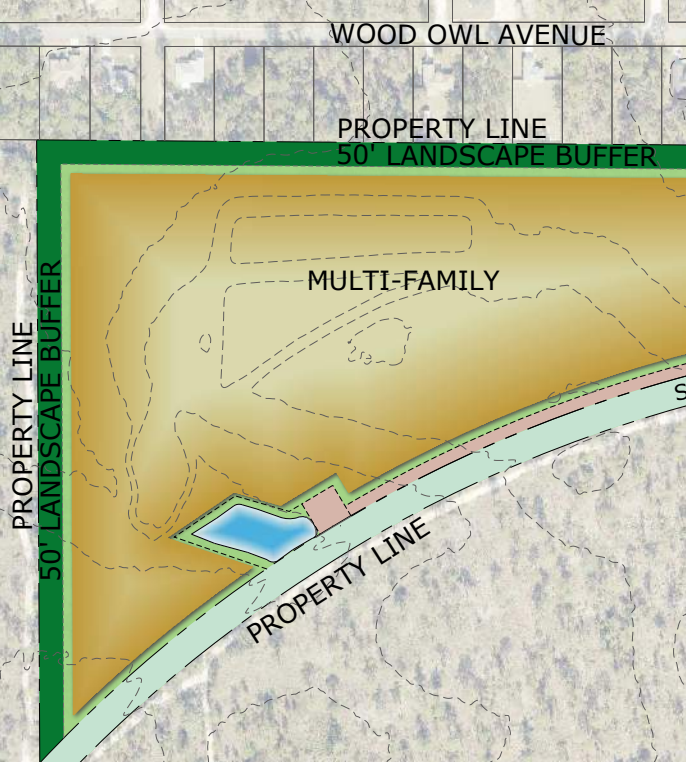 WOOD OWL AVENUE
PROPERTY LINE
50' LANDSCAPE BUFFER
MULTI-FAMILY
PROPERTY LINE
50' LANDSCAPE BUFFER
S
PROPERTY LINE